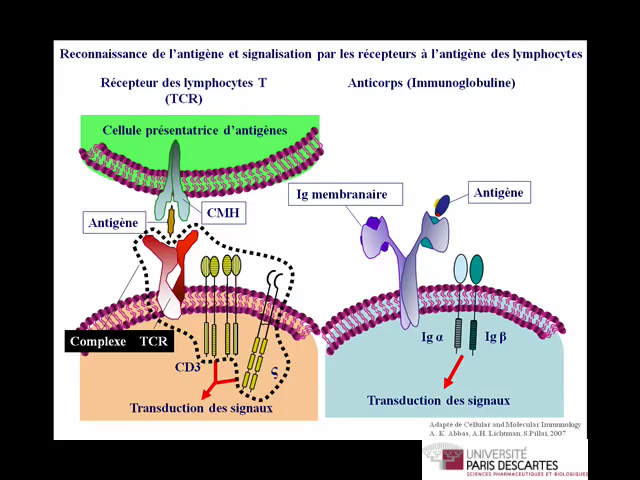 Reconnaissance de l'antigène et signalisation par les récepteurs à l'antigène des lymphocytes
Récepteur des lymphocytes T
(TCR)
Anticorps (Immunoglobuline)
Cellule présentatrice d'antigènes
Ig membranaire
Antigène
CMH
Antigène
Complexe TCR
CD3
ς
Ig α
Ig β
Transduction des signaux
Transduction des signaux
Adapté de Cellular and Molecular Immunology
A. K. Abbas, A.H. Lichtman, S.Pillai, 2007
UNIVERSITÉ
PARIS DESCARTES
SCIENCES PHARMACEUTIQUES ET BIOLOGIQUES